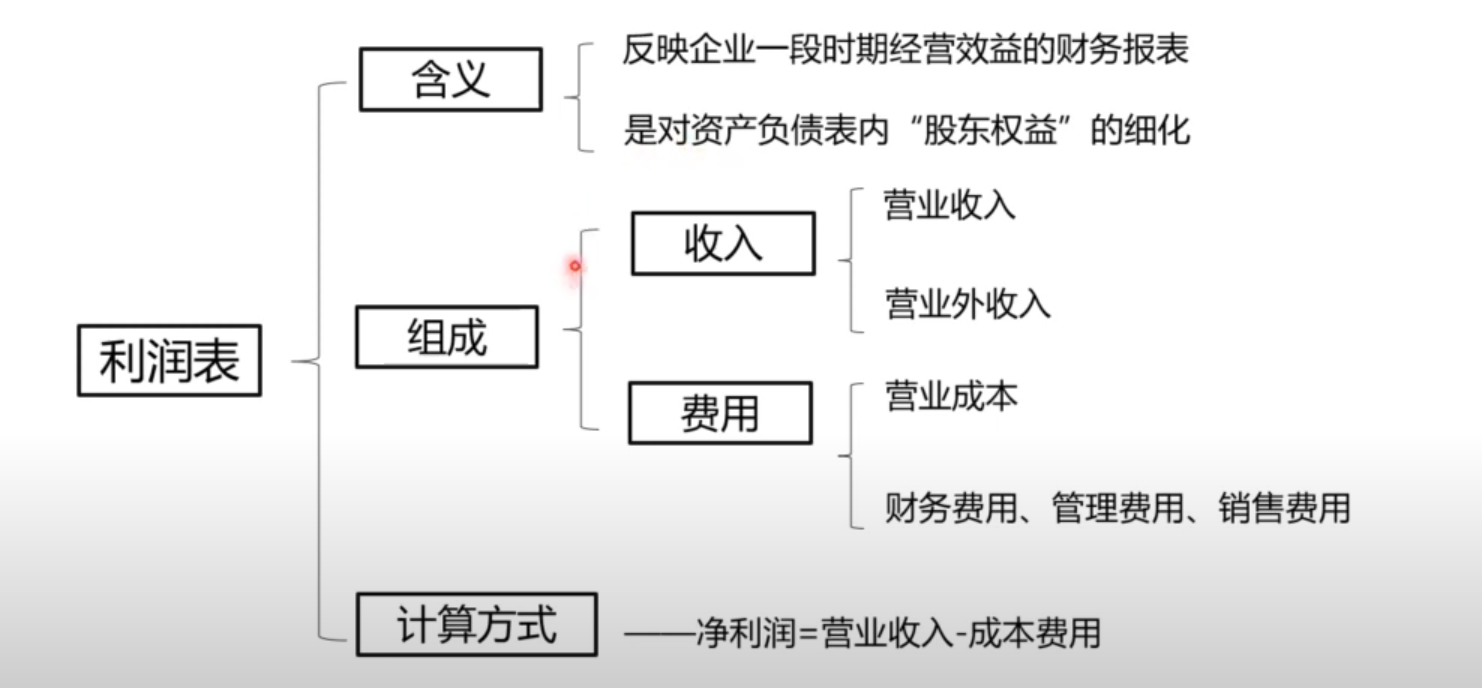 含义
反映企业一段时期经营效益的财务报表
是对资产负债表内“股东权益”的细化
利润表
组成
收入
营业收入
营业外收入
费用
营业成本
财务费用、管理费用、销售费用
计算方式
——净利润=营业收入-成本费用